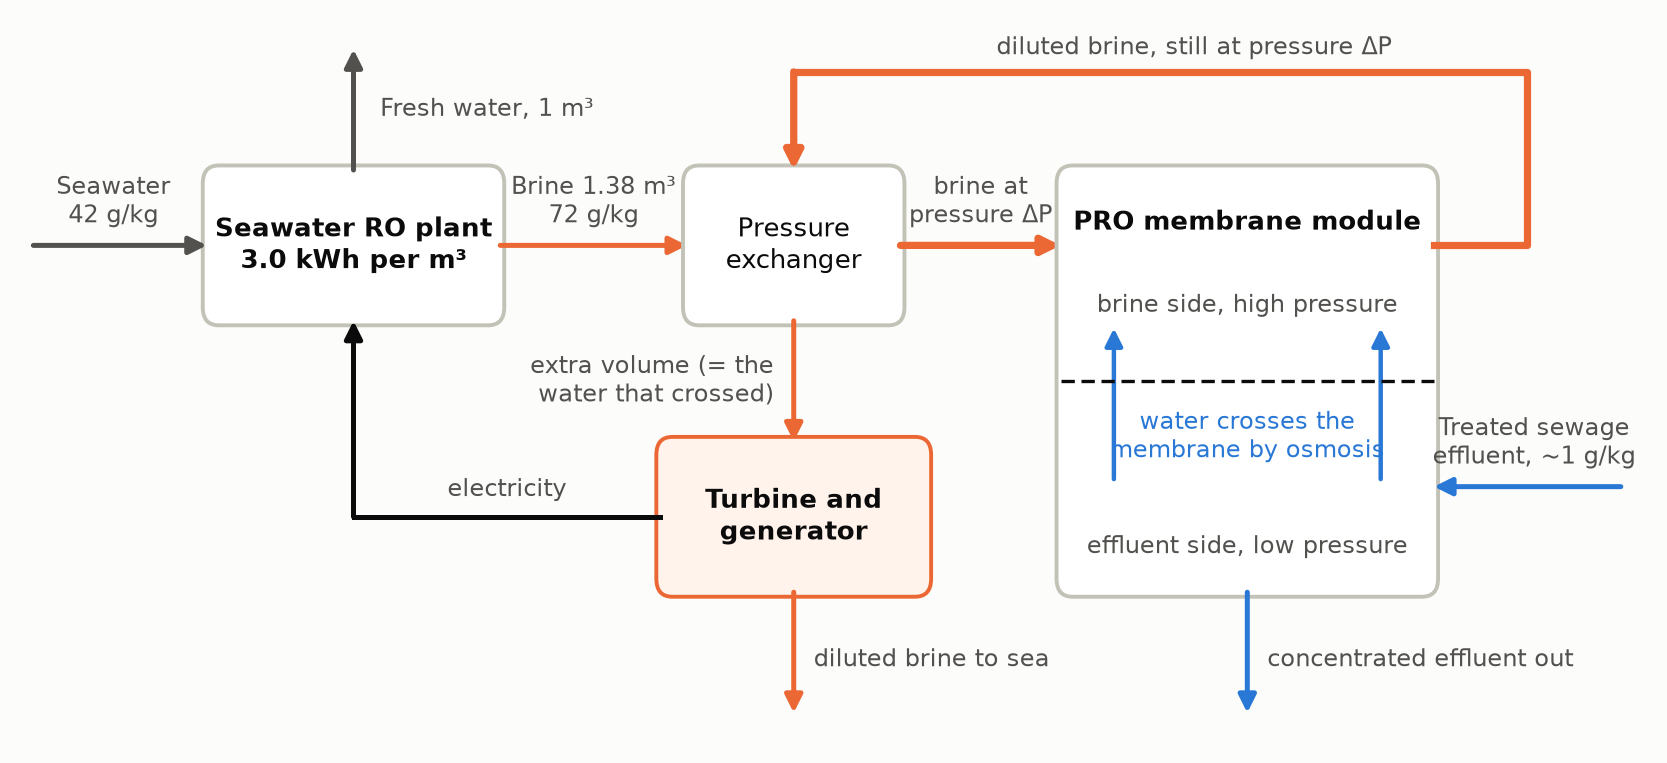 diluted brine, still at pressure ΔP
Fresh water, 1 m³
Seawater
42 g/kg
Seawater RO plant
3.0 kWh per m³
Brine 1.38 m³
72 g/kg
Pressure
exchanger
brine at
pressure ΔP
PRO membrane module
brine side, high pressure
extra volume (= the
water that crossed)
water crosses the
membrane by osmosis
Treated sewage
effluent, ~1 g/kg
electricity
Turbine and
generator
effluent side, low pressure
diluted brine to sea
concentrated effluent out